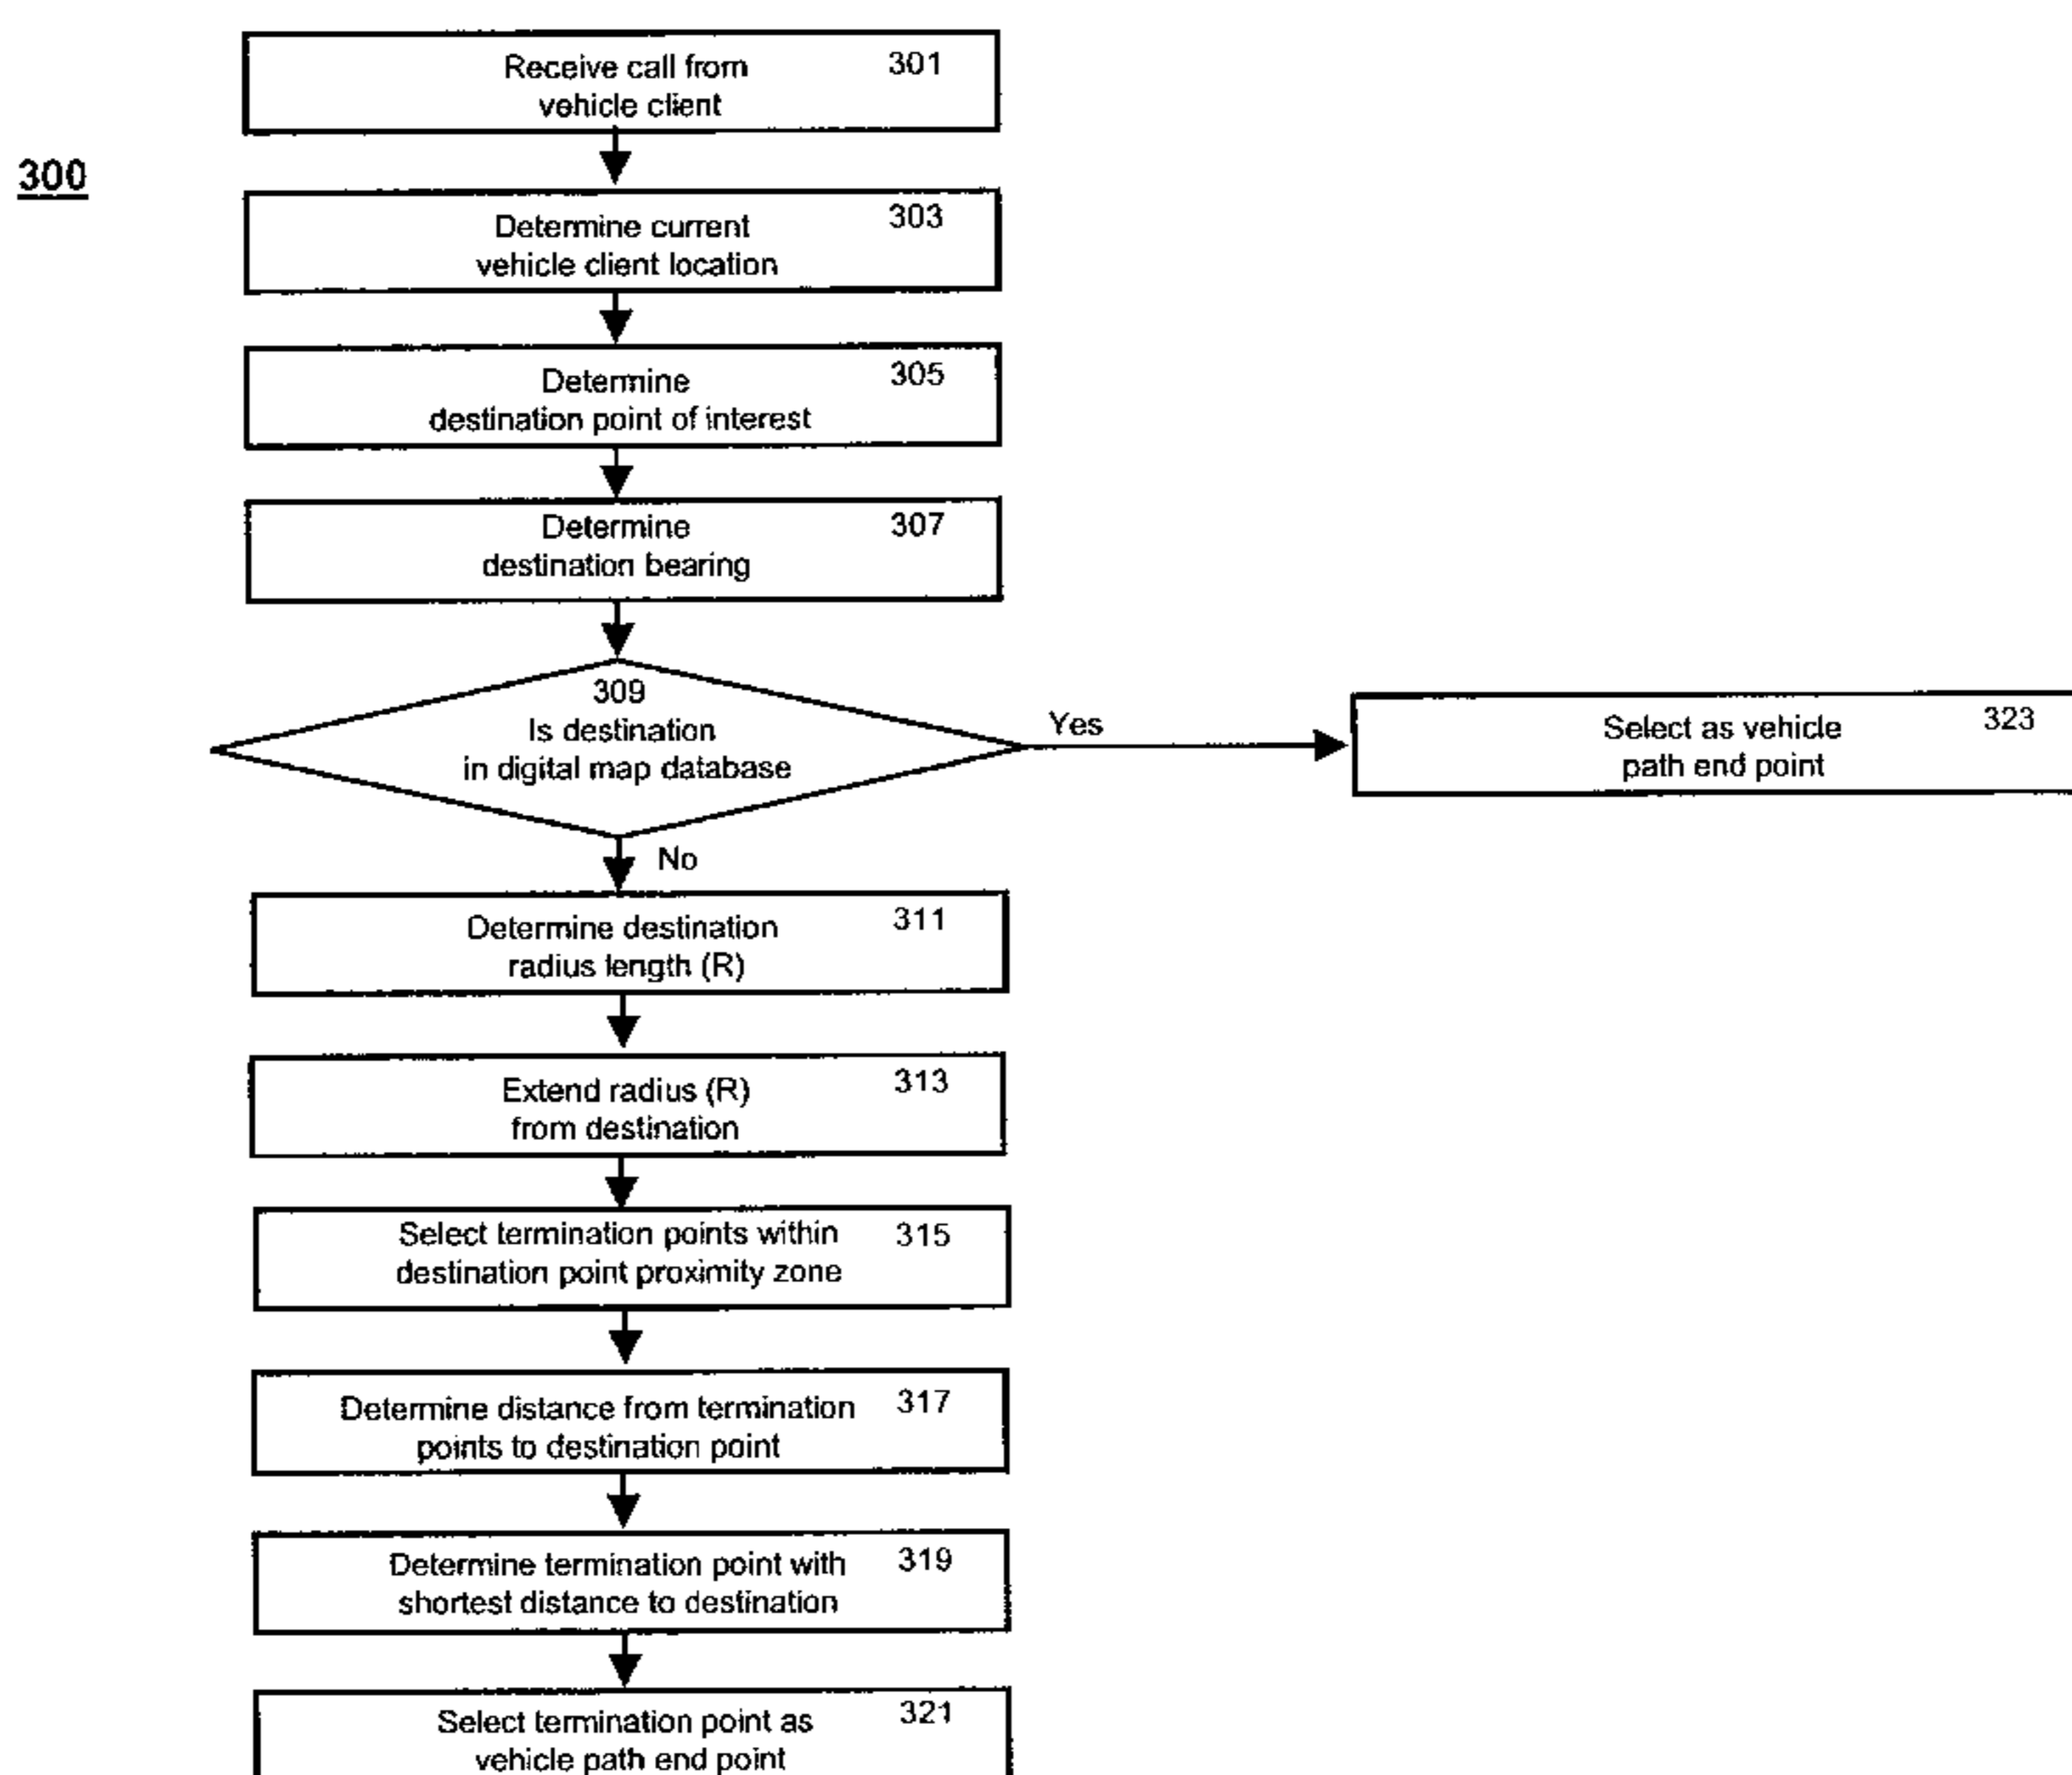 Receive call from 301
vehicle client
300
Determine current 303
vehicle client location
Determine 305
destination point of interest
Determine 307
destination bearing
309
Is destination
in digital map database
Yes
Select as vehicle 323
path end point
No
Determine destination 311
radius length (R)
Extend radius (R) 313
from destination
Select termination points within 315
destination point proximity zone
Determine distance from termination 317
points to destination point
Determine termination point with 319
shortest distance to destination
Select termination point as 321
vehicle path end point